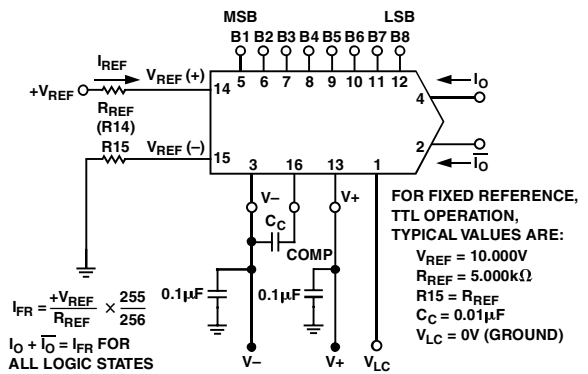 MSB LSB
B1 B2 B3 B4 B5 B6 B7 B8
IREF
+VREF
VREF (+)
RREF
(R14)
5 6 7 8 9 10 11 12
14
IO
4
R15
VREF (–)
15
2
IO
3 16 13 1
V–
V+
CC
COMP
0.1µF
0.1µF
V–
V+
VLC
FOR FIXED REFERENCE,
TTL OPERATION,
TYPICAL VALUES ARE:
VREF = 10.000V
RREF = 5.000kΩ
R15 = RREF
CC = 0.01µF
VLC = 0V (GROUND)
IFR = +VREF / RREF × 255 / 256
IO + IO = IFR FOR
ALL LOGIC STATES